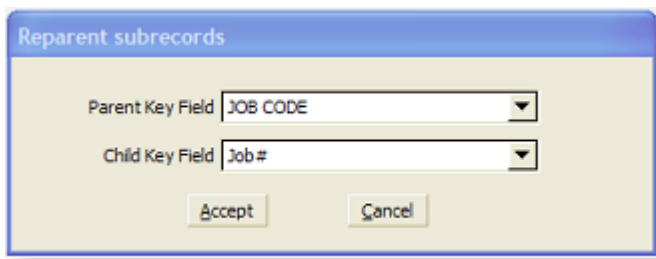 Reparent subrecords
Parent Key Field JOB CODE
Child Key Field Job#
Accept Cancel